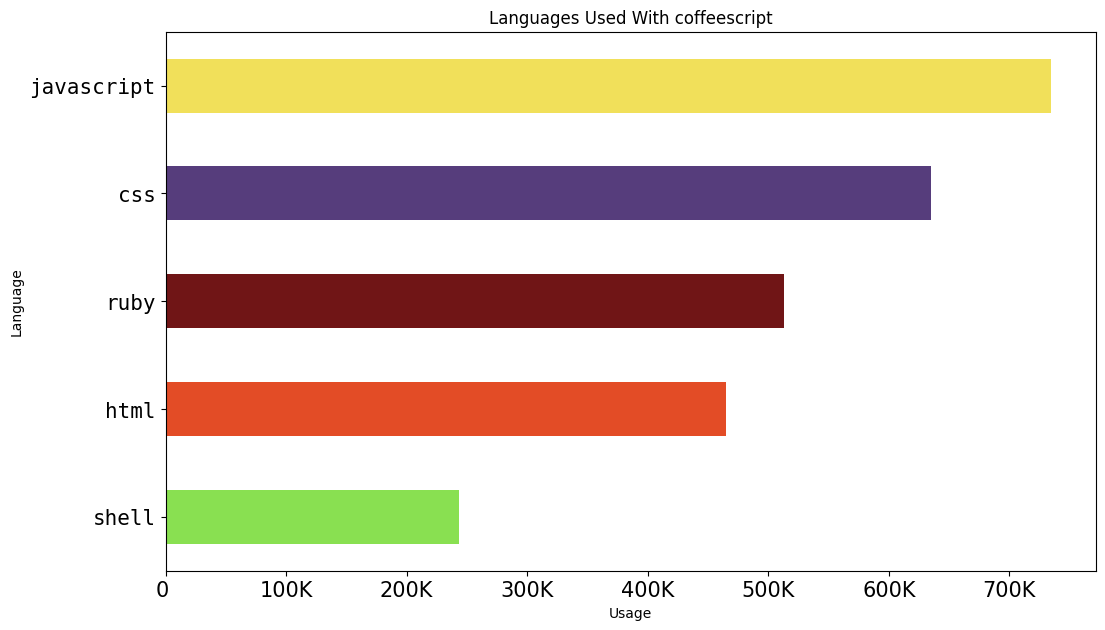 Languages Used With coffeescript
javascript
css
ruby
html
shell
Language
0 100K 200K 300K 400K 500K 600K 700K
Usage